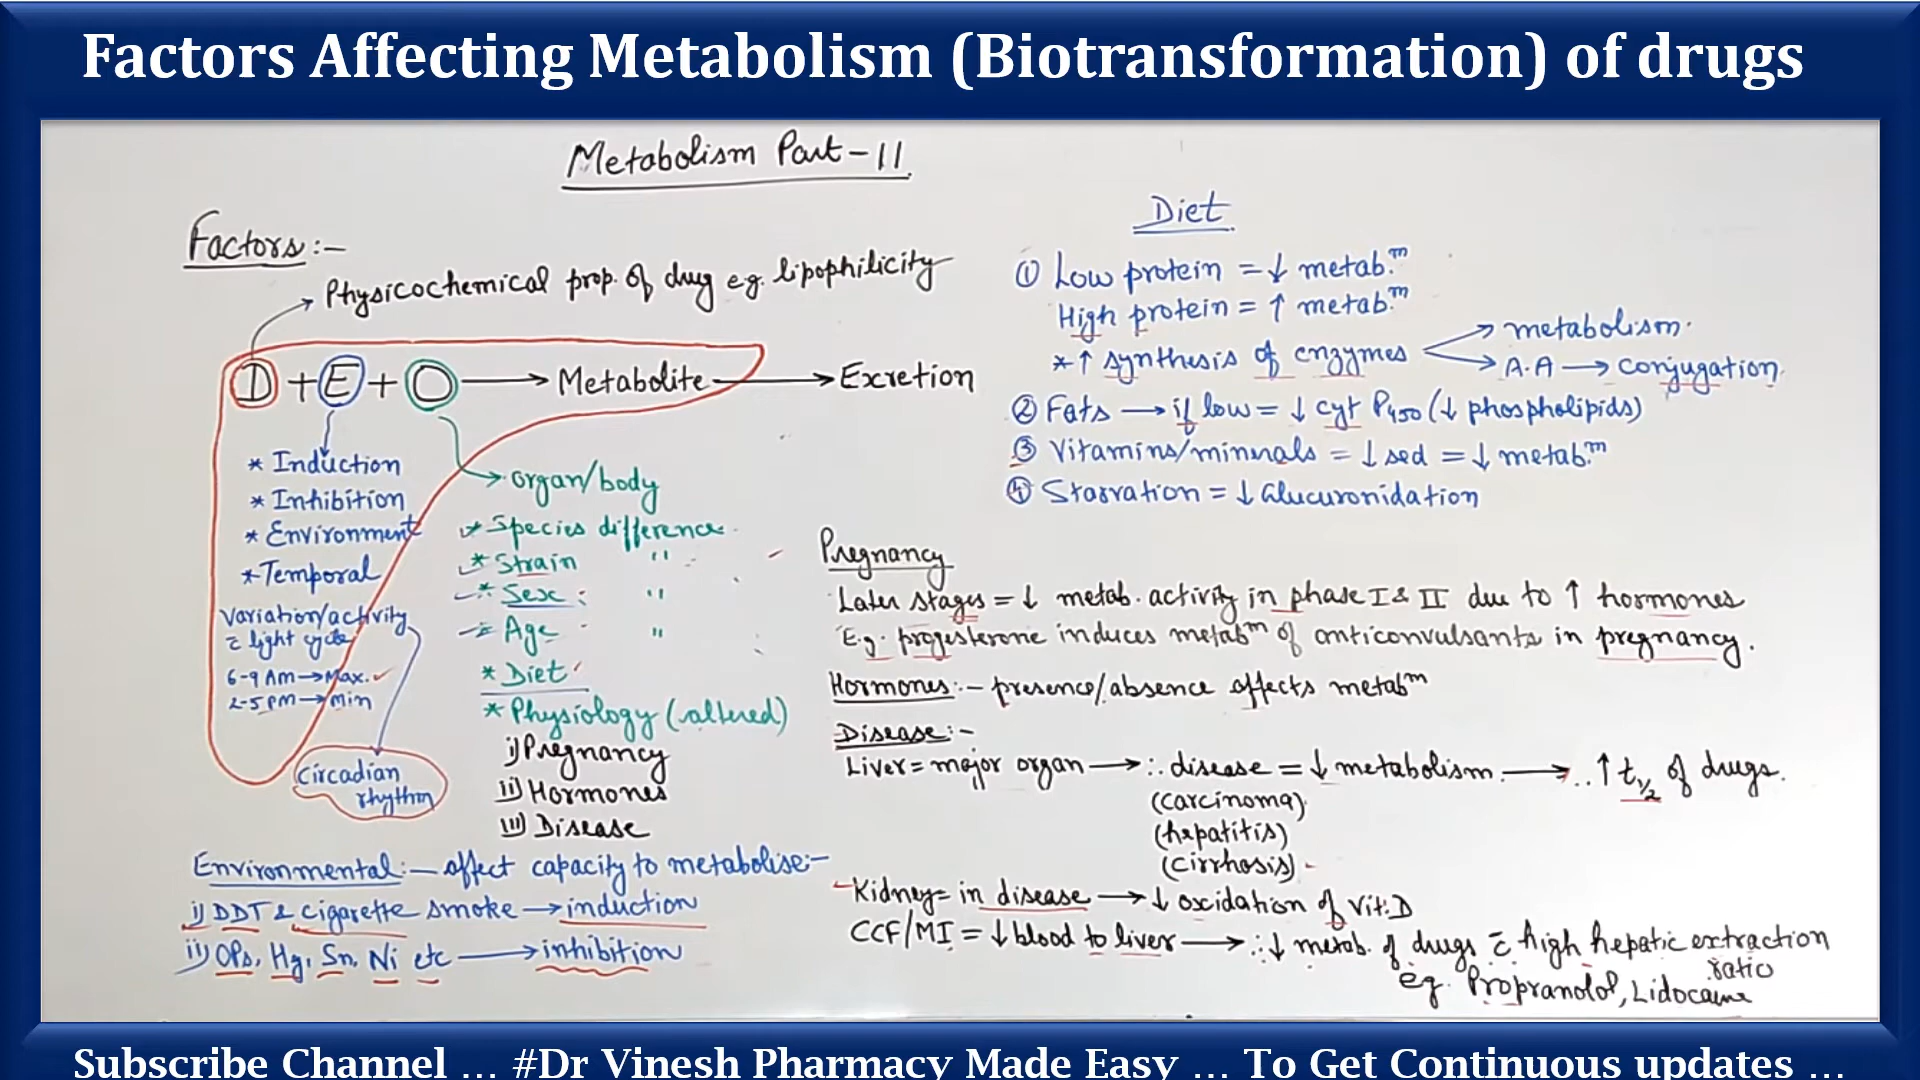 Factors Affecting Metabolism (Biotransformation) of drugs
Metabolism Part-II
Factors:-
Physicochemical prop. of drug eg. lipophilicity
D + E + O → Metabolite → Excretion
* Induction
* Inhibition
* Environment
* Temporal
Variation/activity
c̄ light cycle
6-9 Am → Max.
2-5 pm → Min
Circadian
rhythm
organ/body
* Species difference
* Strain "
* Sex : "
* Age "
* Diet
* Physiology (altered)
i) Pregnancy
ii) Hormones
iii) Disease
Environmental:- affect capacity to metabolise:-
i) DDT & cigarette smoke → induction
ii) OPs, Hg, Sn, Ni etc → inhibition
Diet
① Low protein = ↓ metab.m
High protein = ↑ metab.m
* ↑ synthesis of enzymes → metabolism.
→ A.A → conjugation
② Fats → if low = ↓ cyt P450 (↓ phospholipids)
③ Vitamins/minerals = ↓ sed = ↓ metab.m
④ Starvation = ↓ Glucuronidation
Pregnancy
Later stages = ↓ metab. activity in phase I & II due to ↑ hormones
E.g. progesterone induces metabm of anticonvulsants in pregnancy.
Hormones:- presence/absence affects metabm
Disease:-
Liver = major organ → ∴ disease = ↓ metabolism → ∴ ↑ t1/2 of drugs.
(carcinoma)
(hepatitis)
(cirrhosis)
Kidney = in disease → ↓ oxidation of Vit.D
CCF/MI = ↓ blood to liver → ∴ ↓ metab. of drugs c̄ high hepatic extraction
ratio
eg. Propranolol, Lidocaine
Subscribe Channel ... #Dr Vinesh Pharmacy Made Easy ... To Get Continuous updates ...